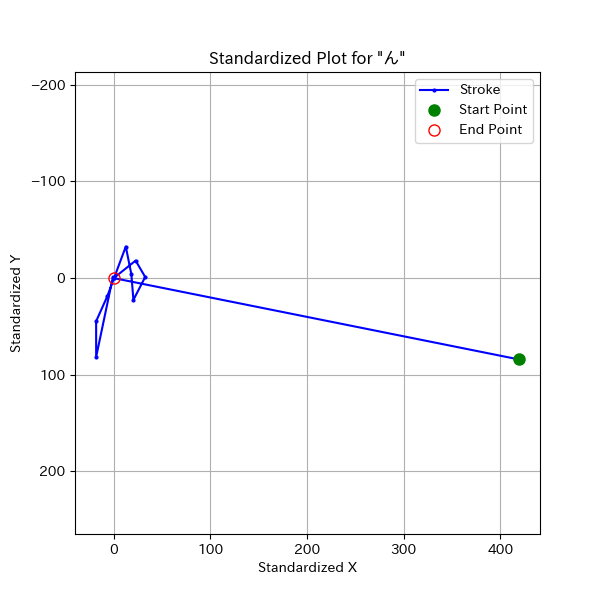 Standardized Plot for "ん"
Stroke
Start Point
End Point
−200
−100
0
100
200
Standardized Y
0 100 200 300 400
Standardized X